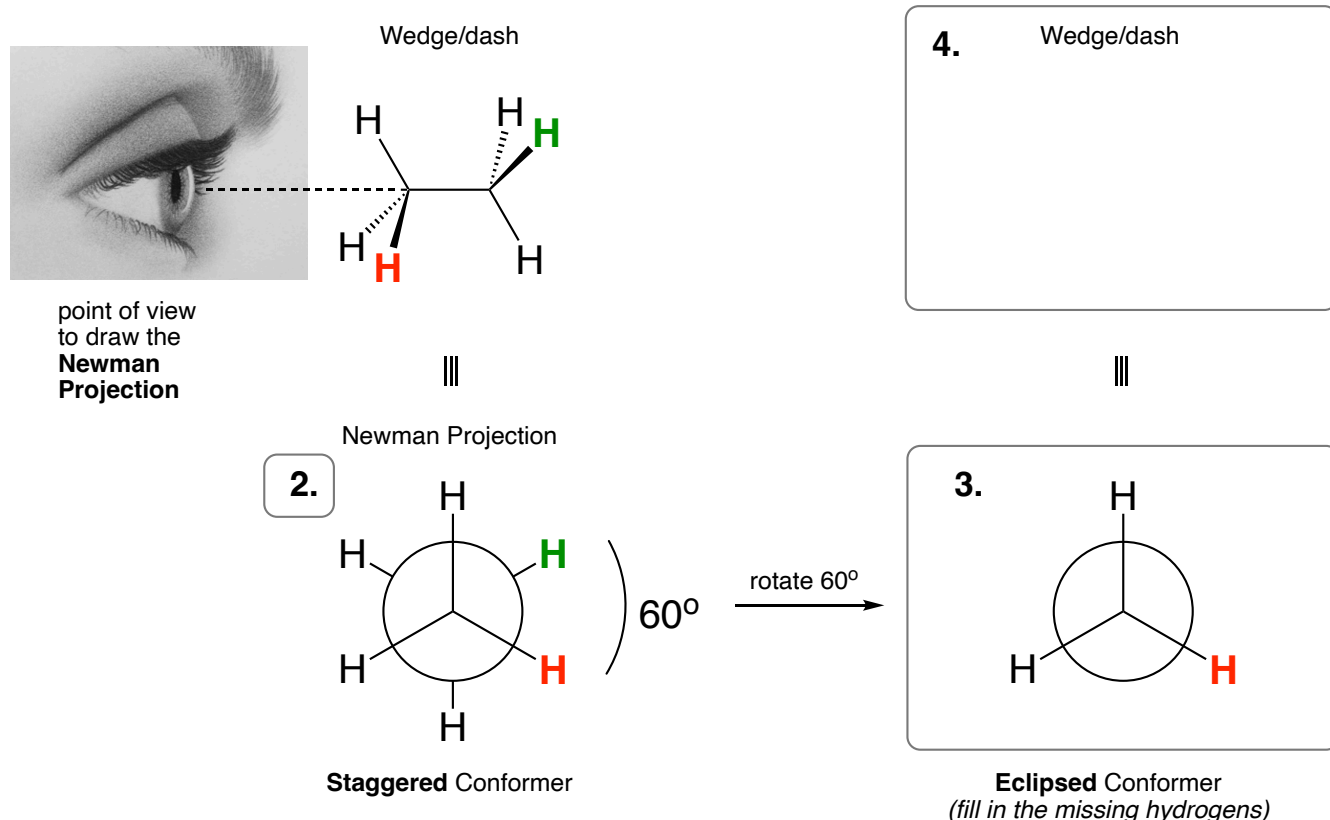 Wedge/dash
H
H
H
H
H
H
point of view
to draw the
Newman
Projection
Newman Projection
2.
H
H
H
H
H
H
60º
Staggered Conformer
rotate 60º
4.
Wedge/dash
3.
H
H
H
Eclipsed Conformer
(fill in the missing hydrogens)